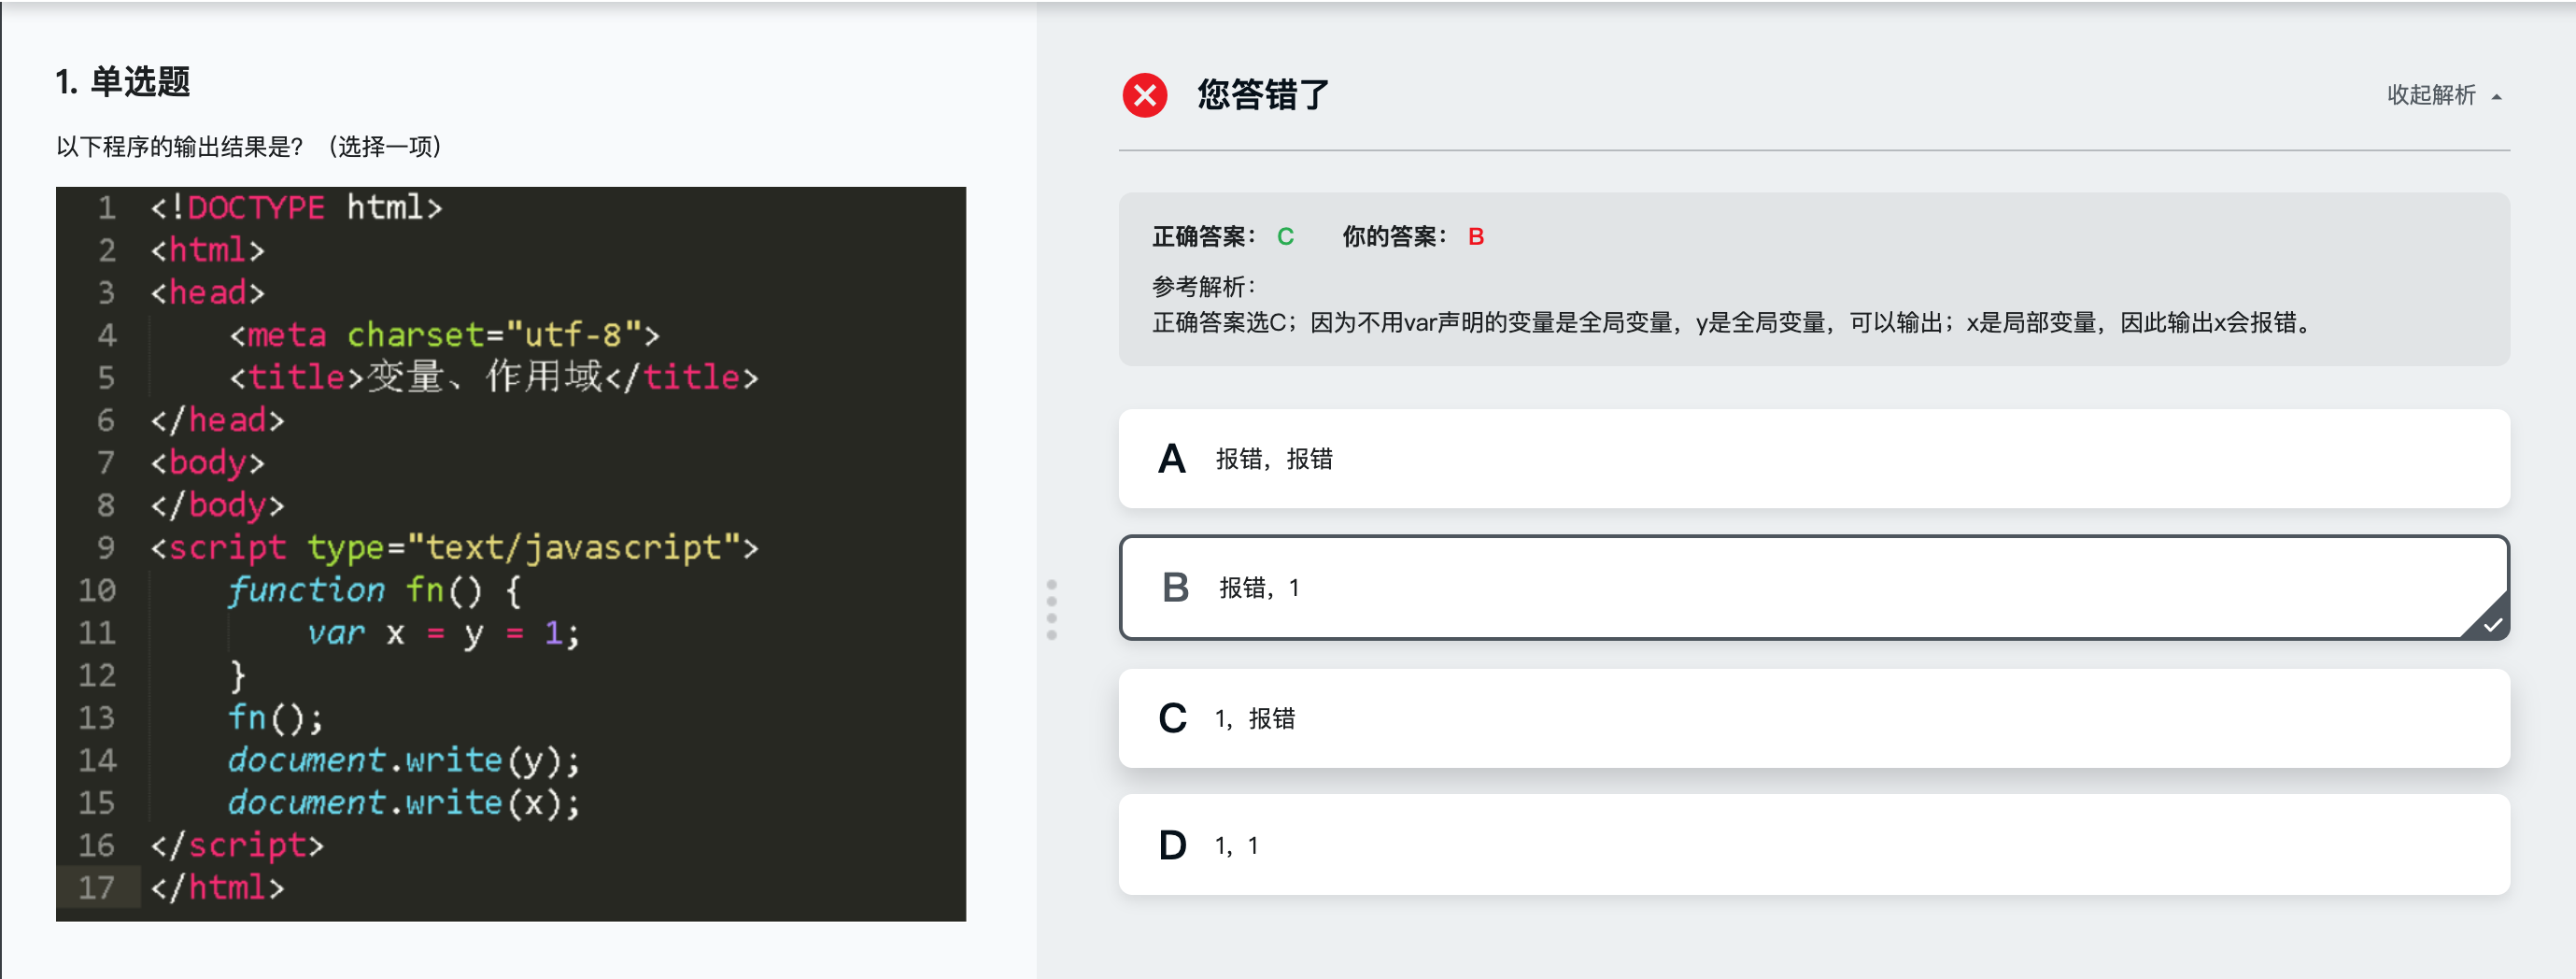 1. 单选题
以下程序的输出结果是？（选择一项）
1 <!DOCTYPE html>
2 <html>
3 <head>
4     <meta charset="utf-8">
5     <title>变量、作用域</title>
6 </head>
7 <body>
8 </body>
9 <script type="text/javascript">
10     function fn() {
11         var x = y = 1;
12     }
13     fn();
14     document.write(y);
15     document.write(x);
16 </script>
17 </html>
您答错了
收起解析
正确答案： C 你的答案： B
参考解析：
正确答案选C；因为不用var声明的变量是全局变量，y是全局变量，可以输出；x是局部变量，因此输出x会报错。
A 报错，报错
B 报错，1
C 1，报错
D 1，1